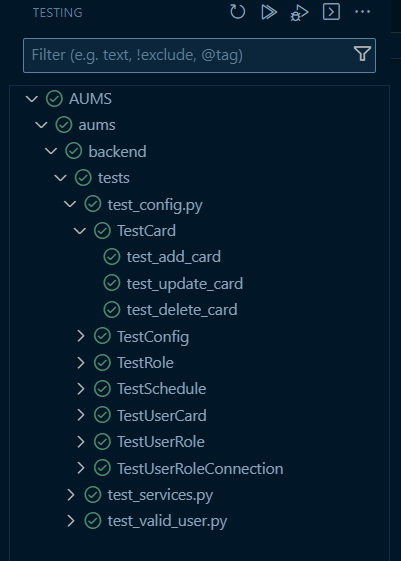 TESTING
Filter (e.g. text, !exclude, @tag)
AUMS
aums
backend
tests
test_config.py
TestCard
test_add_card
test_update_card
test_delete_card
TestConfig
TestRole
TestSchedule
TestUserCard
TestUserRole
TestUserRoleConnection
test_services.py
test_valid_user.py